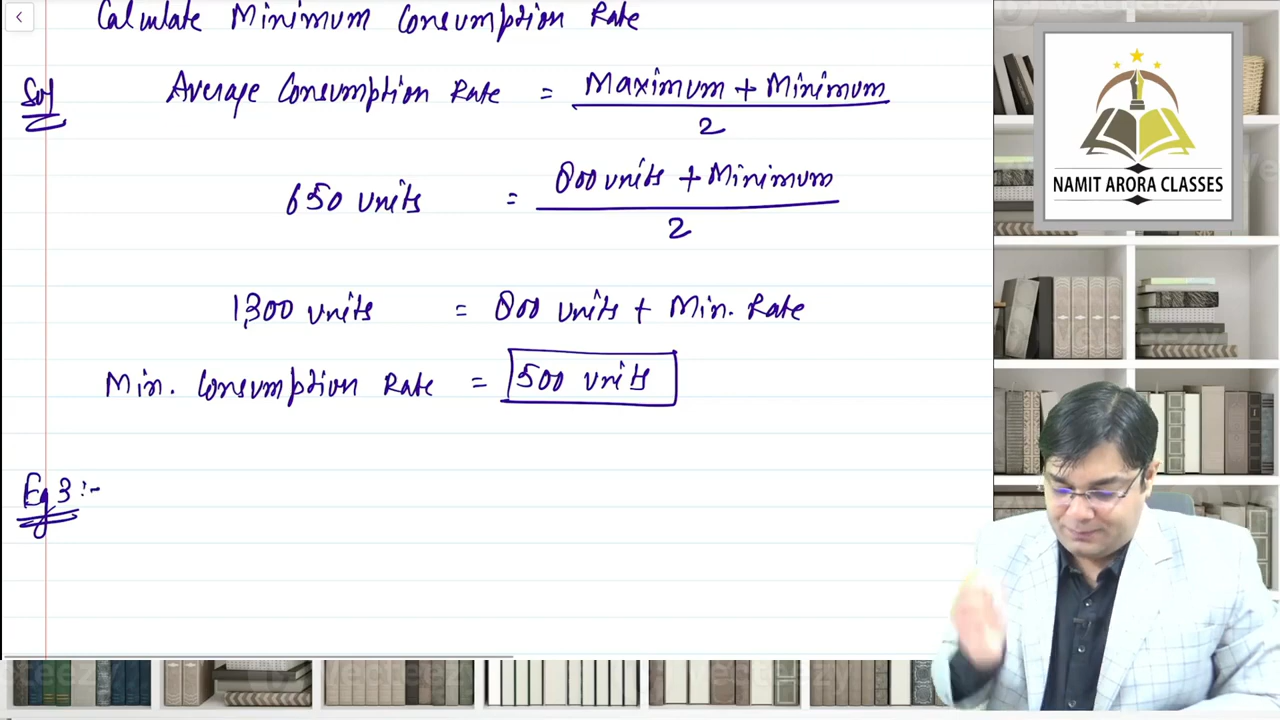 Calculate Minimum Consumption Rate
Sol Average Consumption Rate = Maximum + Minimum
2
650 units = 800 units + Minimum
2
1300 units = 800 units + Min. Rate
Min. Consumption Rate = 500 units
Eg 3 :-
NAMIT ARORA CLASSES
vecteezy